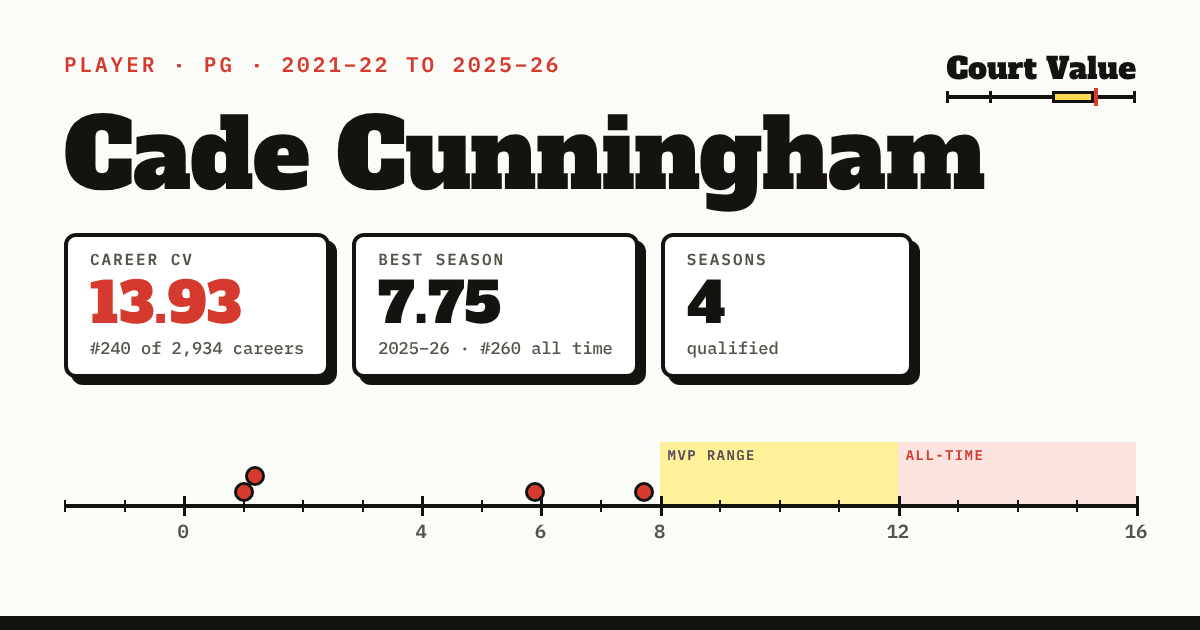 PLAYER · PG · 2021–22 TO 2025–26
Court Value
Cade Cunningham
CAREER CV
13.93
#240 of 2,934 careers
BEST SEASON
7.75
2025–26 · #260 all time
SEASONS
4
qualified
MVP RANGE
ALL-TIME
0 4 6 8 12 16